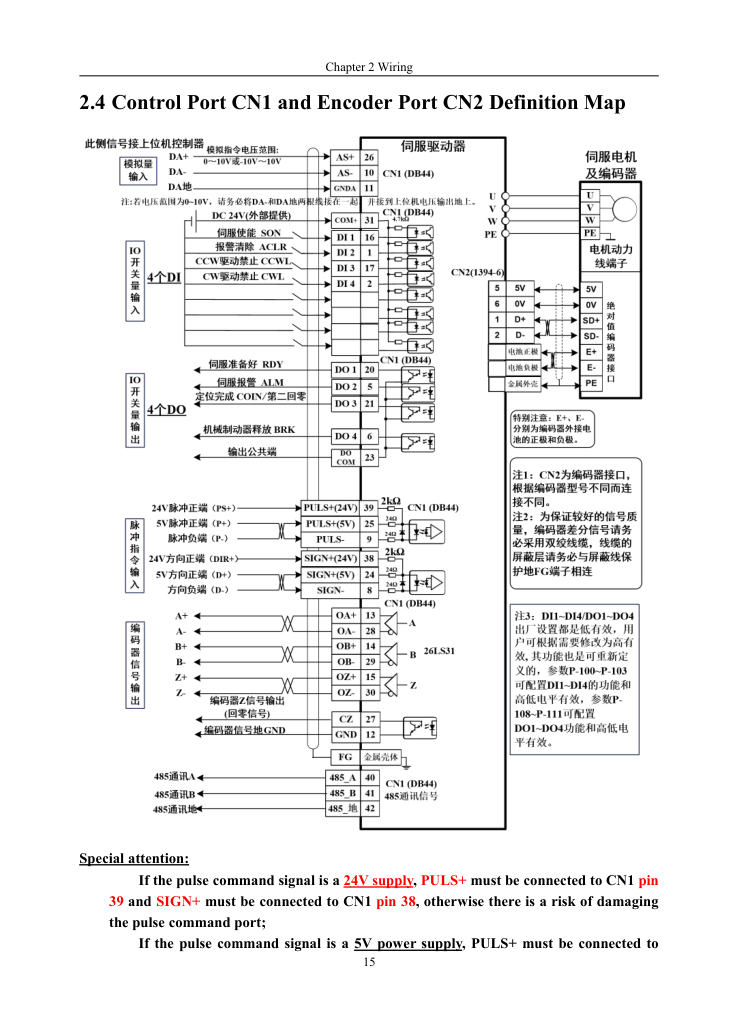 Chapter 2 Wiring
2.4 Control Port CN1 and Encoder Port CN2 Definition Map
此侧信号接上位机控制器
伺服驱动器
伺服电机
及编码器
模拟量
输入
模拟指令电压范围:
0～10V或-10V～10V
DA+
AS+ 26
DA-
AS- 10
CN1 (DB44)
DA地
GNDA 11
注:若电压范围为0~10V，请务必将DA-和DA地两根线接在一起，并接到上位机电压输出地上。
U
V
W
PE
U
V
W
PE
电机动力
线端子
IO
开
关
量
输
入
4个DI
DC 24V(外部提供)
COM+ 31
CN1 (DB44)
4.7kΩ
伺服使能 SON
DI 1 16
报警清除 ACLR
DI 2 1
CCW驱动禁止 CCWL
DI 3 17
CW驱动禁止 CWL
DI 4 2
CN2(1394-6)
5 5V
6 0V
1 D+
2 D-
电池正极
电池负极
金属外壳
5V
0V
SD+
SD-
E+
E-
PE
绝
对
值
编
码
器
接
口
IO
开
关
量
输
出
4个DO
CN1 (DB44)
伺服准备好 RDY
DO 1 20
伺服报警 ALM
DO 2 5
定位完成 COIN/第二回零
DO 3 21
机械制动器释放 BRK
DO 4 6
输出公共端
DO
COM 23
特别注意：E+、E-
分别为编码器外接电
池的正极和负极。
注1：CN2为编码器接口，
根据编码器型号不同而连
接不同。
注2：为保证较好的信号质
量，编码器差分信号请务
必采用双绞线缆，线缆的
屏蔽层请务必与屏蔽线保
护地FG端子相连
脉
冲
指
令
输
入
24V脉冲正端（PS+）
PULS+(24V) 39
2kΩ
CN1 (DB44)
5V脉冲正端（P+）
PULS+(5V) 25
24Ω
脉冲负端（P-）
PULS- 9
24Ω
24V方向正端（DIR+）
SIGN+(24V) 38
2kΩ
5V方向正端（D+）
SIGN+(5V) 24
24Ω
方向负端（D-）
SIGN- 8
24Ω
CN1 (DB44)
编
码
器
信
号
输
出
A+
OA+ 13
A
A-
OA- 28
B+
OB+ 14
B 26LS31
B-
OB- 29
Z+
OZ+ 15
Z
Z-
OZ- 30
编码器Z信号输出
(回零信号)
CZ 27
编码器信号地GND
GND 12
FG 金属壳体
注3：DI1~DI4/DO1~DO4
出厂设置都是低有效，用
户可根据需要修改为高有
效, 其功能也是可重新定
义的，参数P-100~P-103
可配置DI1~DI4的功能和
高低电平有效，参数P-
108~P-111可配置
DO1~DO4功能和高低电
平有效。
485通讯A
485_A 40
485通讯B
485_B 41
485通讯地
485_地 42
CN1 (DB44)
485通讯信号
Special attention:
If the pulse command signal is a 24V supply, PULS+ must be connected to CN1 pin
39 and SIGN+ must be connected to CN1 pin 38, otherwise there is a risk of damaging
the pulse command port;
If the pulse command signal is a 5V power supply, PULS+ must be connected to
15